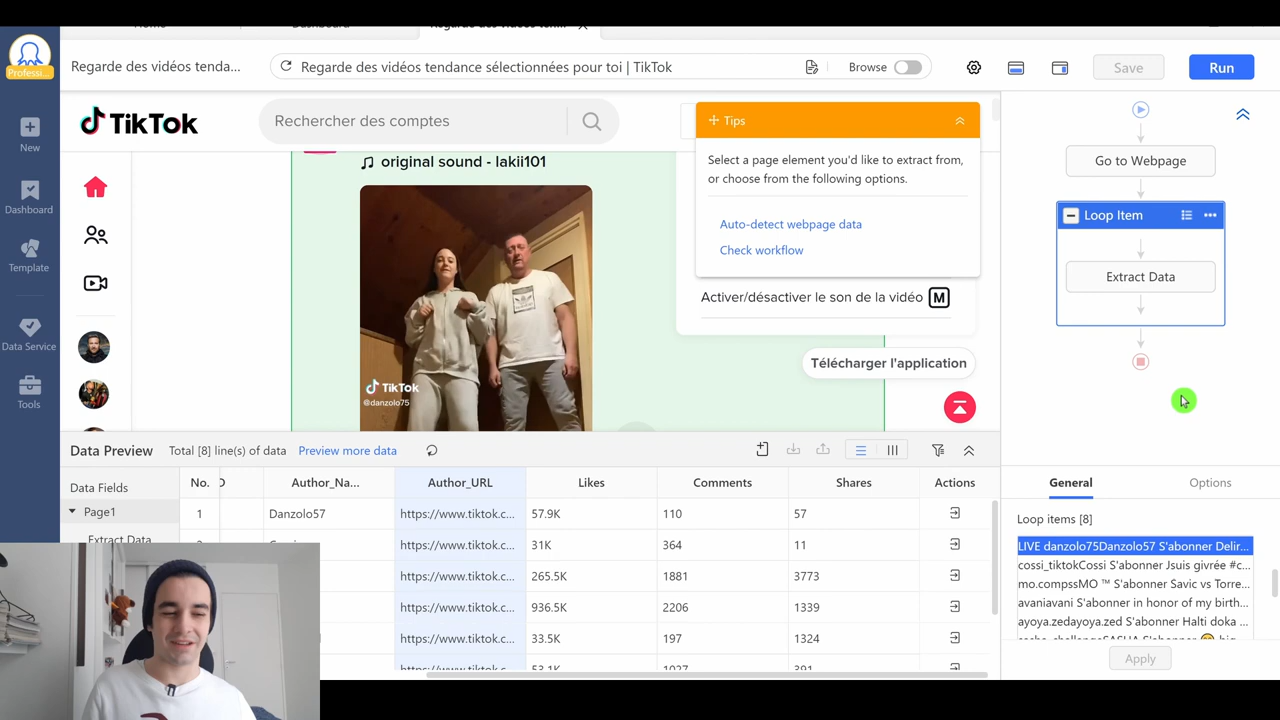 Professi...
New
Dashboard
Template
Data Service
Tools
Regarde des vidéos tenda...
Regarde des vidéos tendance sélectionnées pour toi | TikTok
Browse
Save
Run
TikTok
Rechercher des comptes
original sound - lakii101
TikTok
@danzolo75
Tips
Select a page element you'd like to extract from,
or choose from the following options.
Auto-detect webpage data
Check workflow
Activer/désactiver le son de la vidéo M
Télécharger l'application
Go to Webpage
Loop Item
Extract Data
Data Preview Total [8] line(s) of data Preview more data
Data Fields
Page1
Extract Data
No. Author_Na... Author_URL Likes Comments Shares Actions
1 Danzolo57 https://www.tiktok.c... 57.9K 110 57
https://www.tiktok.c... 31K 364 11
https://www.tiktok.c... 265.5K 1881 3773
https://www.tiktok.c... 936.5K 2206 1339
https://www.tiktok.c... 33.5K 197 1324
https://www.tiktok.c... 53.1K 1027 391
General Options
Loop items [8]
LIVE danzolo75Danzolo57 S'abonner Delir...
cossi_tiktokCossi S'abonner Jsuis givrée #c...
mo.compssMO ™ S'abonner Savic vs Torre...
avaniavani S'abonner in honor of my birth...
ayoya.zedayoya.zed S'abonner Halti doka ...
Apply